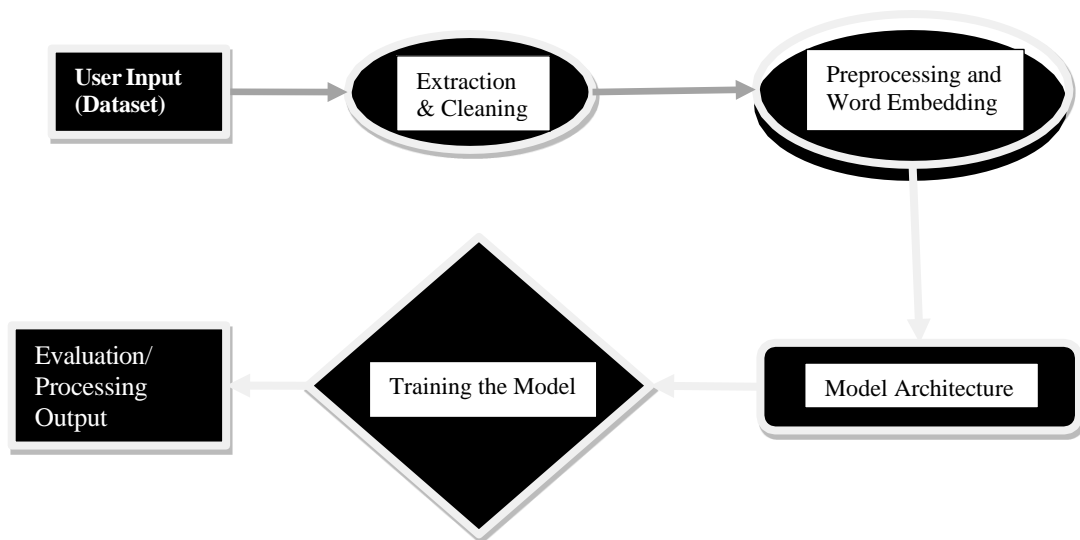 User Input
(Dataset)
Extraction
& Cleaning
Preprocessing and
Word Embedding
Model Architecture
Training the Model
Evaluation/
Processing
Output